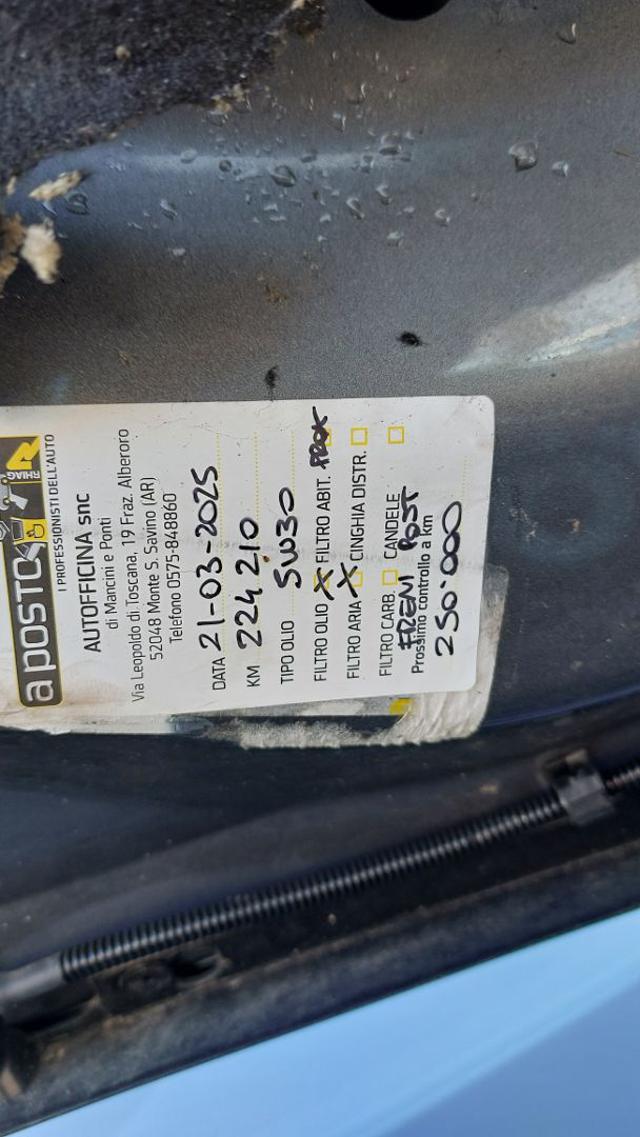 a posto
RHIAG
I PROFESSIONISTI DELL'AUTO
AUTOFFICINA snc
di Mancini e Ponti
Via Leopoldo di Toscana, 19 Fraz. Alberoro
52048 Monte S. Savino (AR)
Telefono 0575-848860
DATA 21-03-2025
KM 224.210
TIPO OLIO 5W30
FILTRO OLIO X FILTRO ABIT. PROX
FILTRO ARIA X CINGHIA DISTR.
FILTRO CARB. CANDELE
FRENI POST
Prossimo controllo a km
250'000